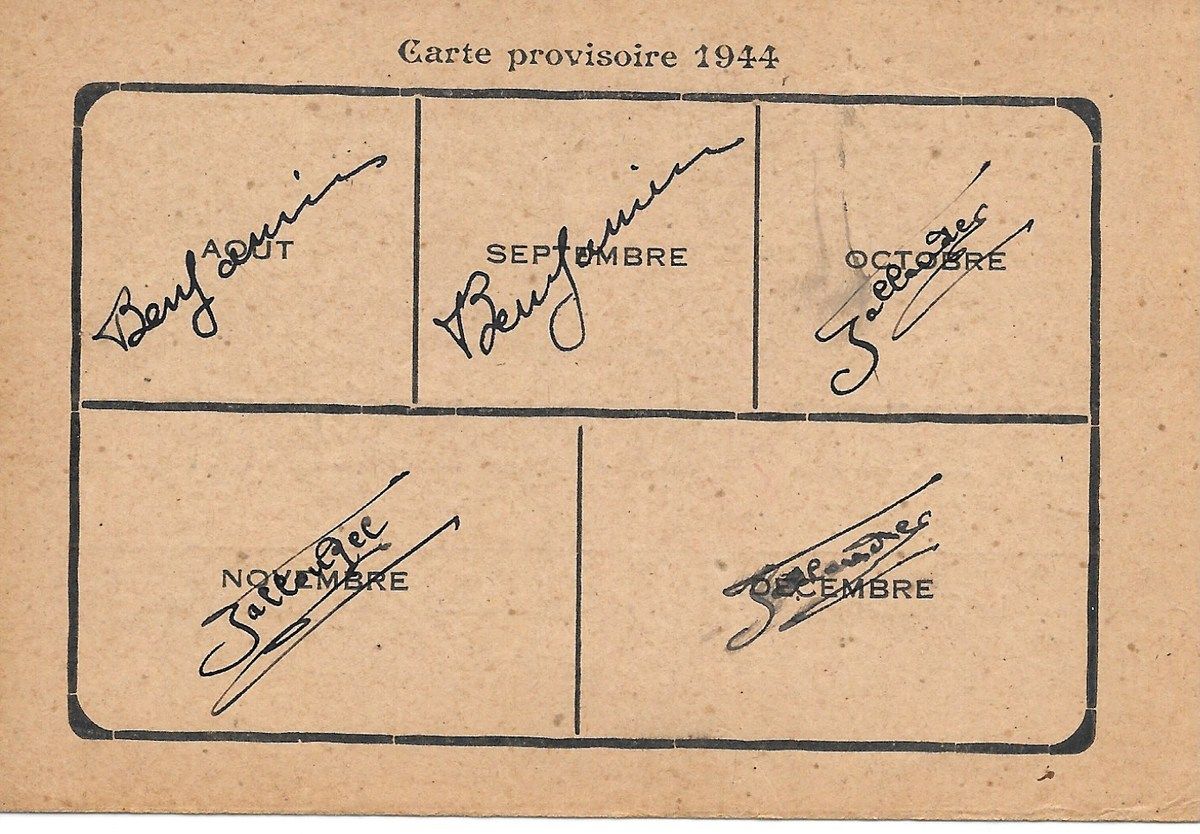 Carte provisoire 1944
AOUT
Benjamin
SEPTEMBRE
Benjamin
OCTOBRE
NOVEMBRE
DECEMBRE